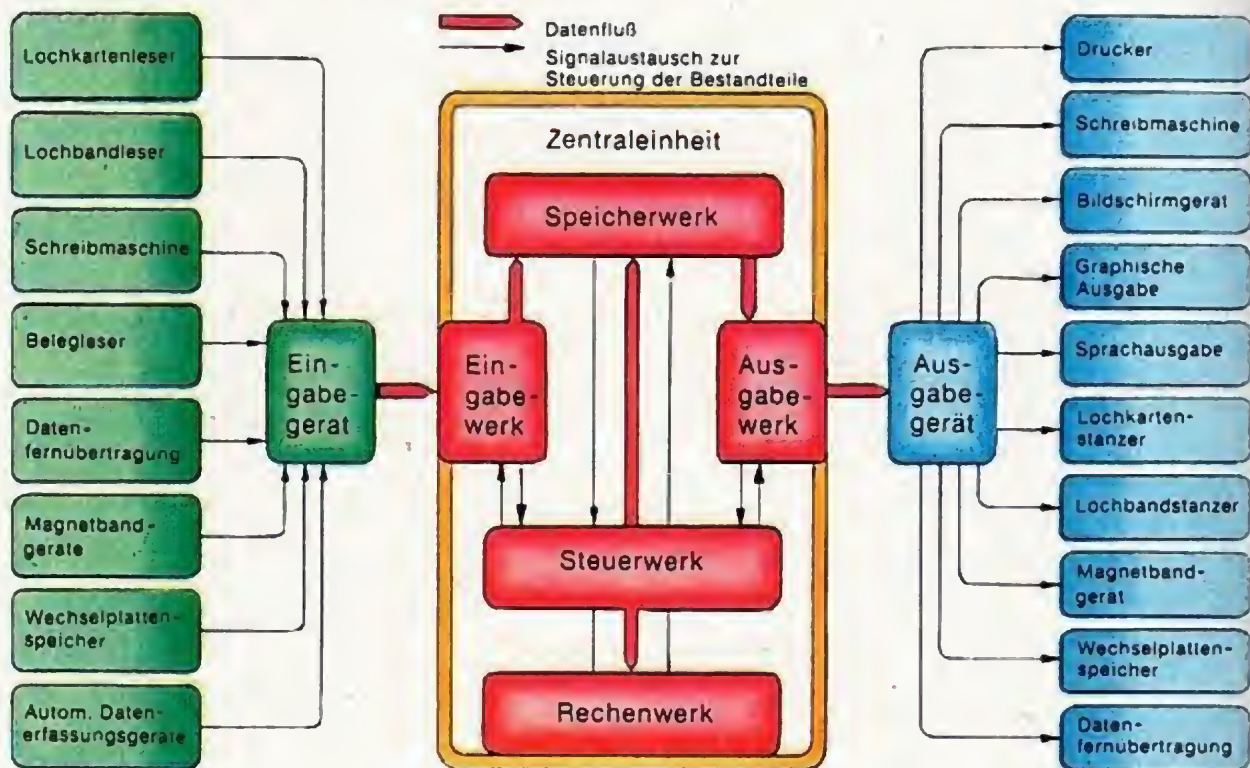 Datenfluß
Signalaustausch zur
Steuerung der Bestandteile
Lochkartenleser
Lochbandleser
Schreibmaschine
Belegleser
Daten-
fernübertragung
Magnetband-
geräte
Wechselplatten-
speicher
Autom. Daten-
erfassungsgeräte
Ein-
gabe-
gerät
Zentraleinheit
Speicherwerk
Ein-
gabe-
werk
Aus-
gabe-
werk
Steuerwerk
Rechenwerk
Aus-
gabe-
gerät
Drucker
Schreibmaschine
Bildschirmgerät
Graphische
Ausgabe
Sprachausgabe
Lochkarten-
stanzer
Lochbandstanzer
Magnetband-
gerät
Wechselplatten-
speicher
Daten-
fernübertragung